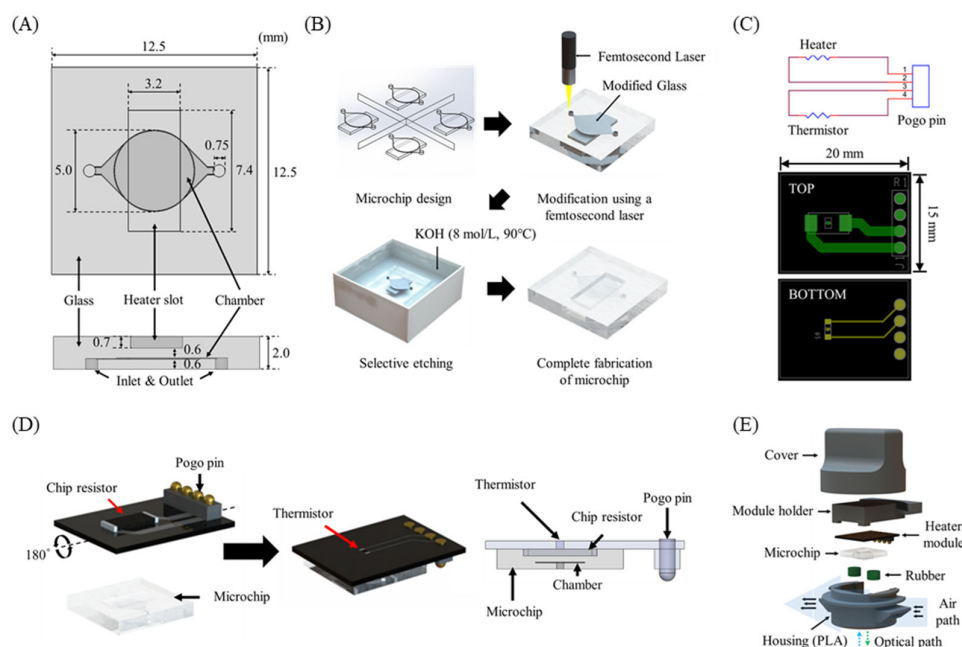 (A)
12.5
(mm)
3.2
0.75
5.0
7.4
12.5
Glass
Heater slot
Chamber
0.7
0.6
0.6
2.0
Inlet & Outlet
(B)
Femtosecond Laser
Modified Glass
Microchip design
Modification using a
femtosecond laser
KOH (8 mol/L, 90℃)
Selective etching
Complete fabrication
of microchip
(C)
Heater
1
2
3
4
Thermistor
Pogo pin
20 mm
TOP
R1
15 mm
BOTTOM
(D)
Pogo pin
Chip resistor
180°
Microchip
Thermistor
Thermistor
Pogo pin
Chip resistor
Chamber
Microchip
(E)
Cover
Module holder
Heater
module
Microchip
Rubber
Air
path
Housing (PLA)
Optical path